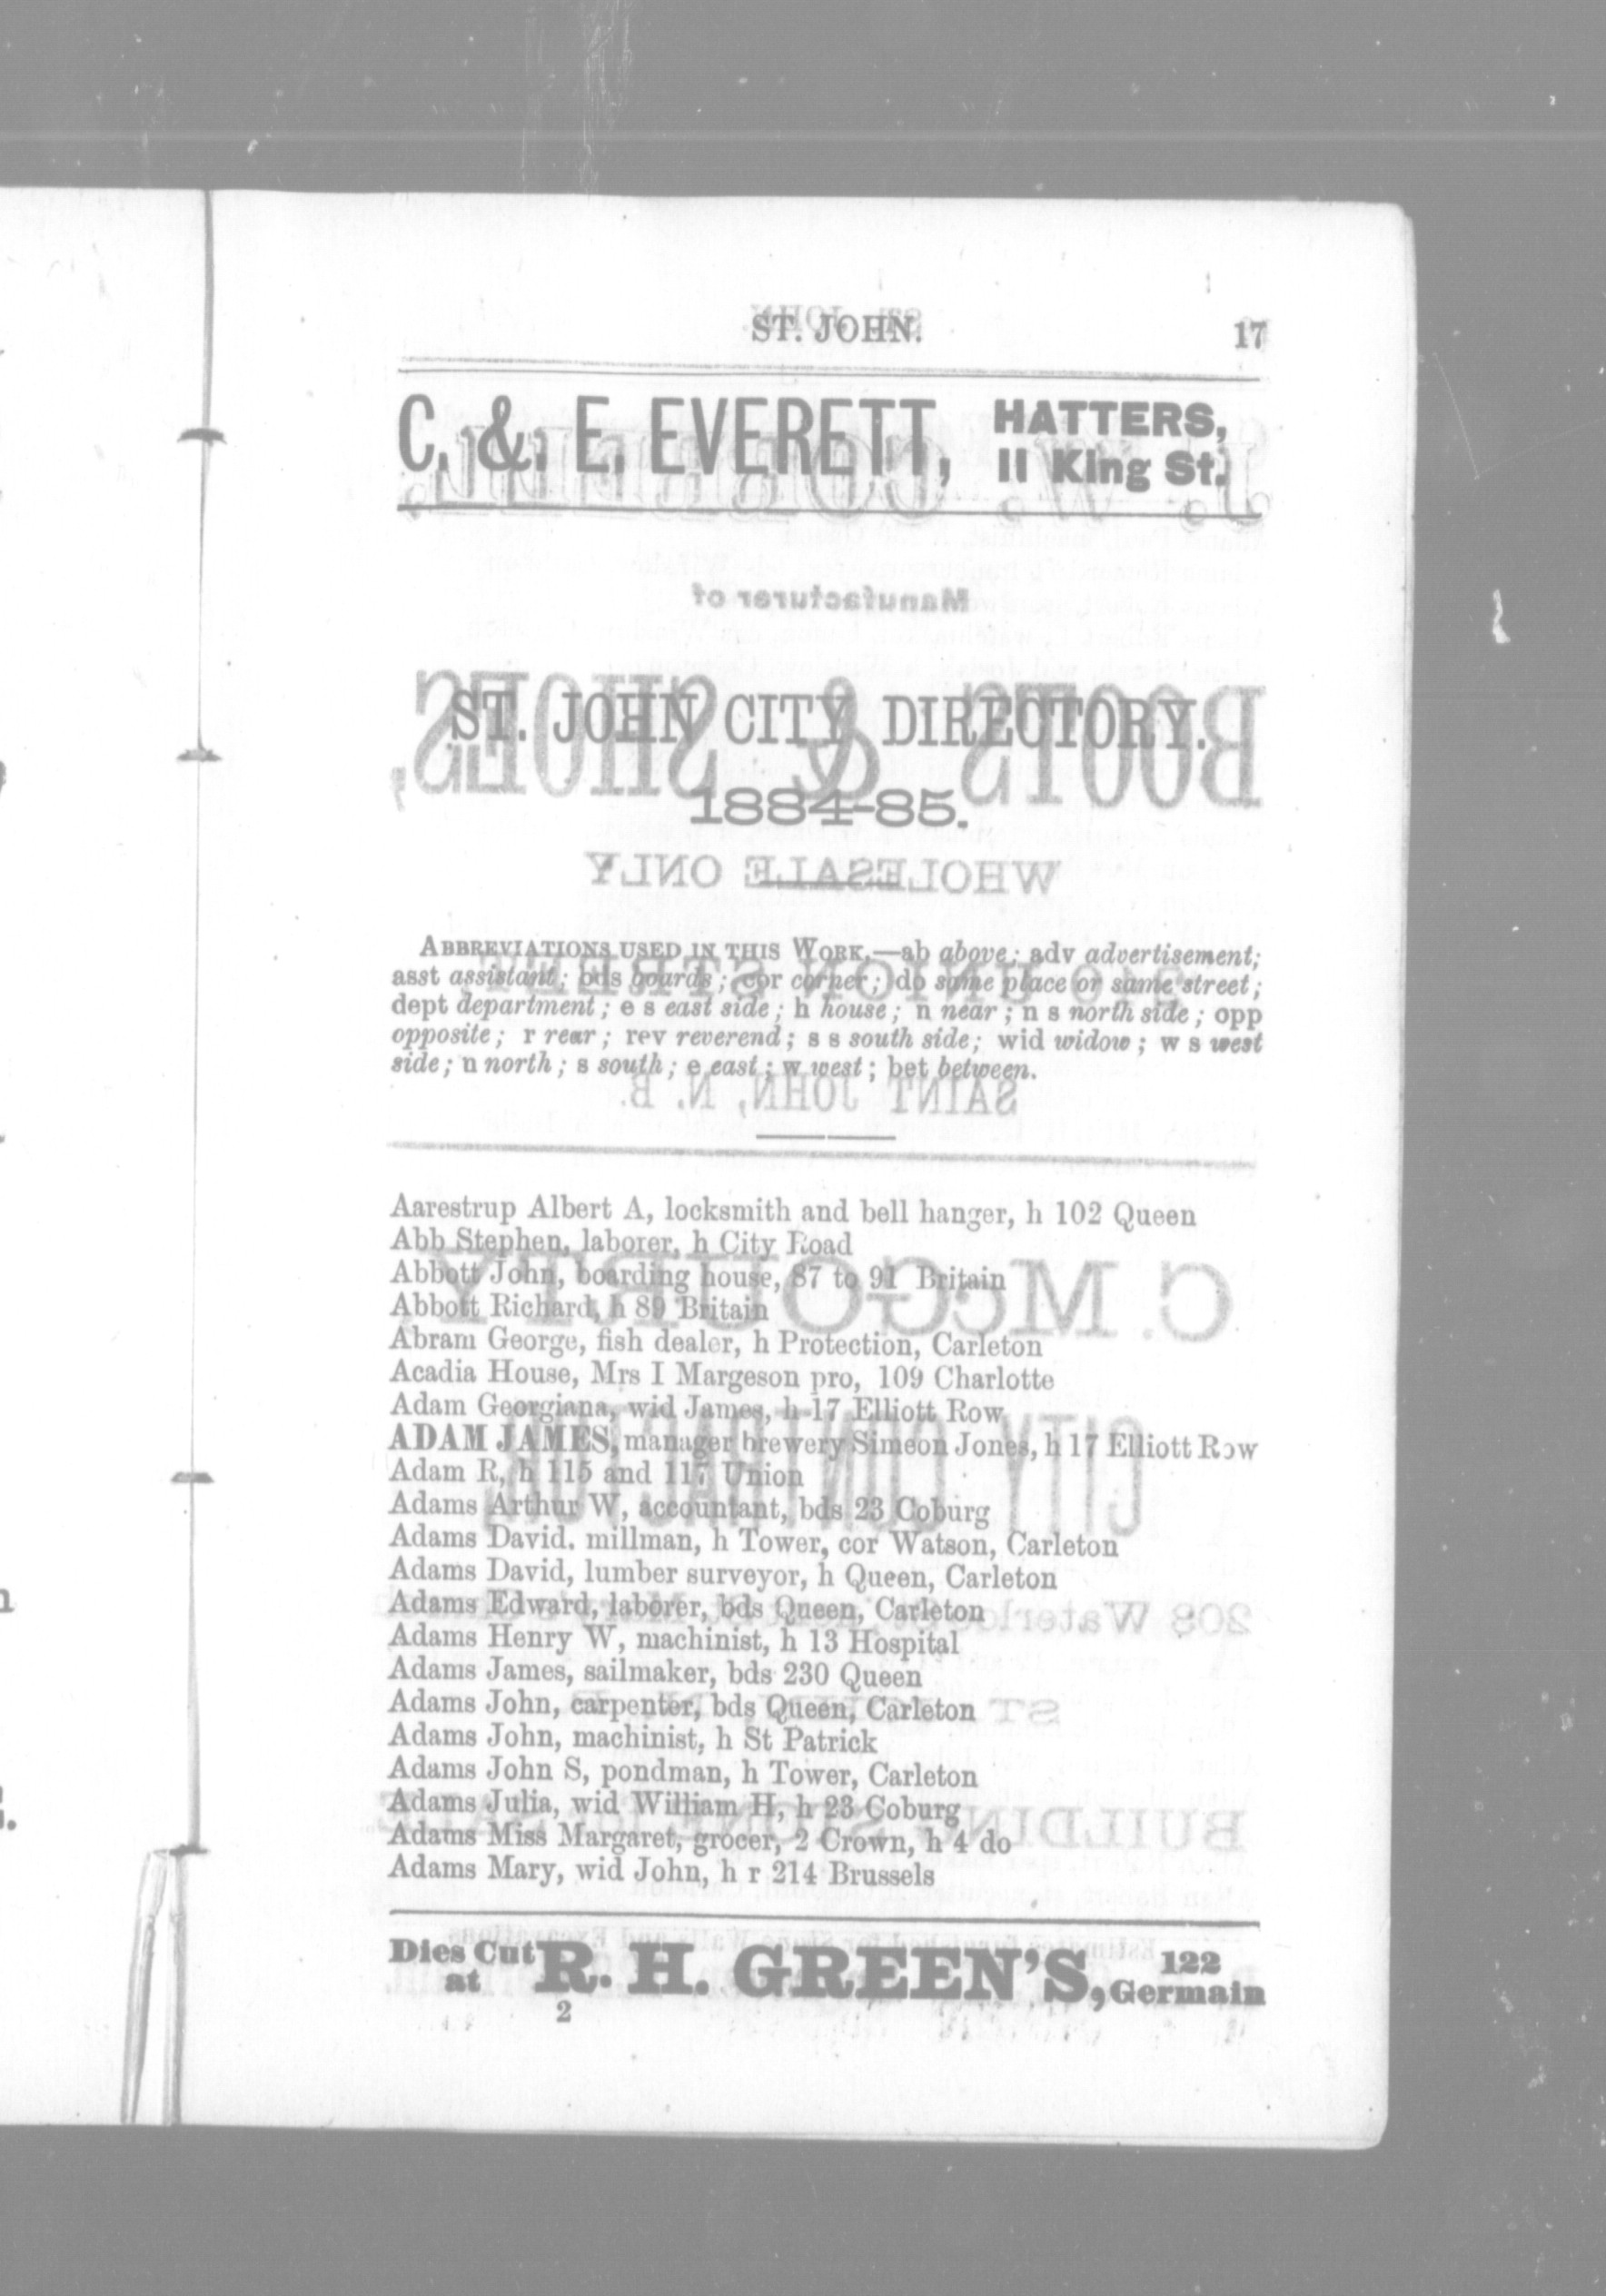 ST. JOHN. 17
C. & E. EVERETT, HATTERS, 11 King St.
ST. JOHN CITY DIRECTORY.
1884-85.
ABBREVIATIONS USED IN THIS WORK.—ab above; adv advertisement;
asst assistant; bds boards; cor corner; do same place or same street;
dept department; e s east side; h house; n near; n s north side; opp
opposite; r rear; rev reverend; s s south side; wid widow; w s west
side; n north; s south; e east; w west; bet between.
Aarestrup Albert A, locksmith and bell hanger, h 102 Queen
Abb Stephen, laborer, h City Road
Abbott John, boarding house, 87 to 91 Britain
Abbott Richard, h 89 Britain
Abram George, fish dealer, h Protection, Carleton
Acadia House, Mrs I Margeson pro, 109 Charlotte
Adam Georgiana, wid James, h 17 Elliott Row
ADAM JAMES, manager brewery Simeon Jones, h 17 Elliott Row
Adam R, h 115 and 117 Union
Adams Arthur W, accountant, bds 23 Coburg
Adams David. millman, h Tower, cor Watson, Carleton
Adams David, lumber surveyor, h Queen, Carleton
Adams Edward, laborer, bds Queen, Carleton
Adams Henry W, machinist, h 13 Hospital
Adams James, sailmaker, bds 230 Queen
Adams John, carpenter, bds Queen, Carleton
Adams John, machinist, h St Patrick
Adams John S, pondman, h Tower, Carleton
Adams Julia, wid William H, h 23 Coburg
Adams Miss Margaret, grocer, 2 Crown, h 4 do
Adams Mary, wid John, h r 214 Brussels
Dies Cut at R. H. GREEN'S, 122 Germain
2